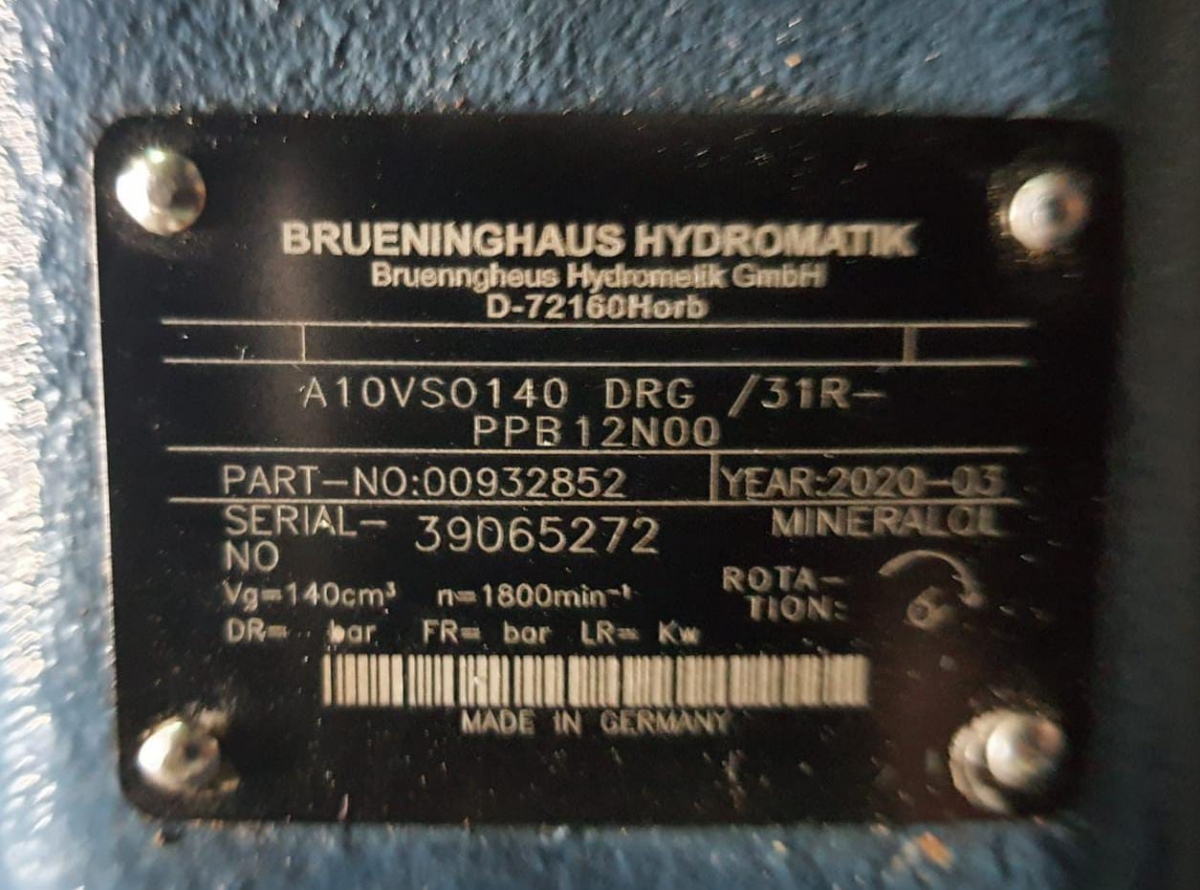 BRUENINGHAUS HYDROMATIK
Bruenngheus Hydrometik GmbH
D-72160Horb
A10VSO140 DRG /31R-
PPB12N00
PART-NO:00932852 YEAR:2020-03
SERIAL- 39065272 MINERALOL
NO
Vg=140cm³ n=1800min⁻¹ ROTA-
TION:
DR= bar FR= bar LR= Kw
MADE IN GERMANY